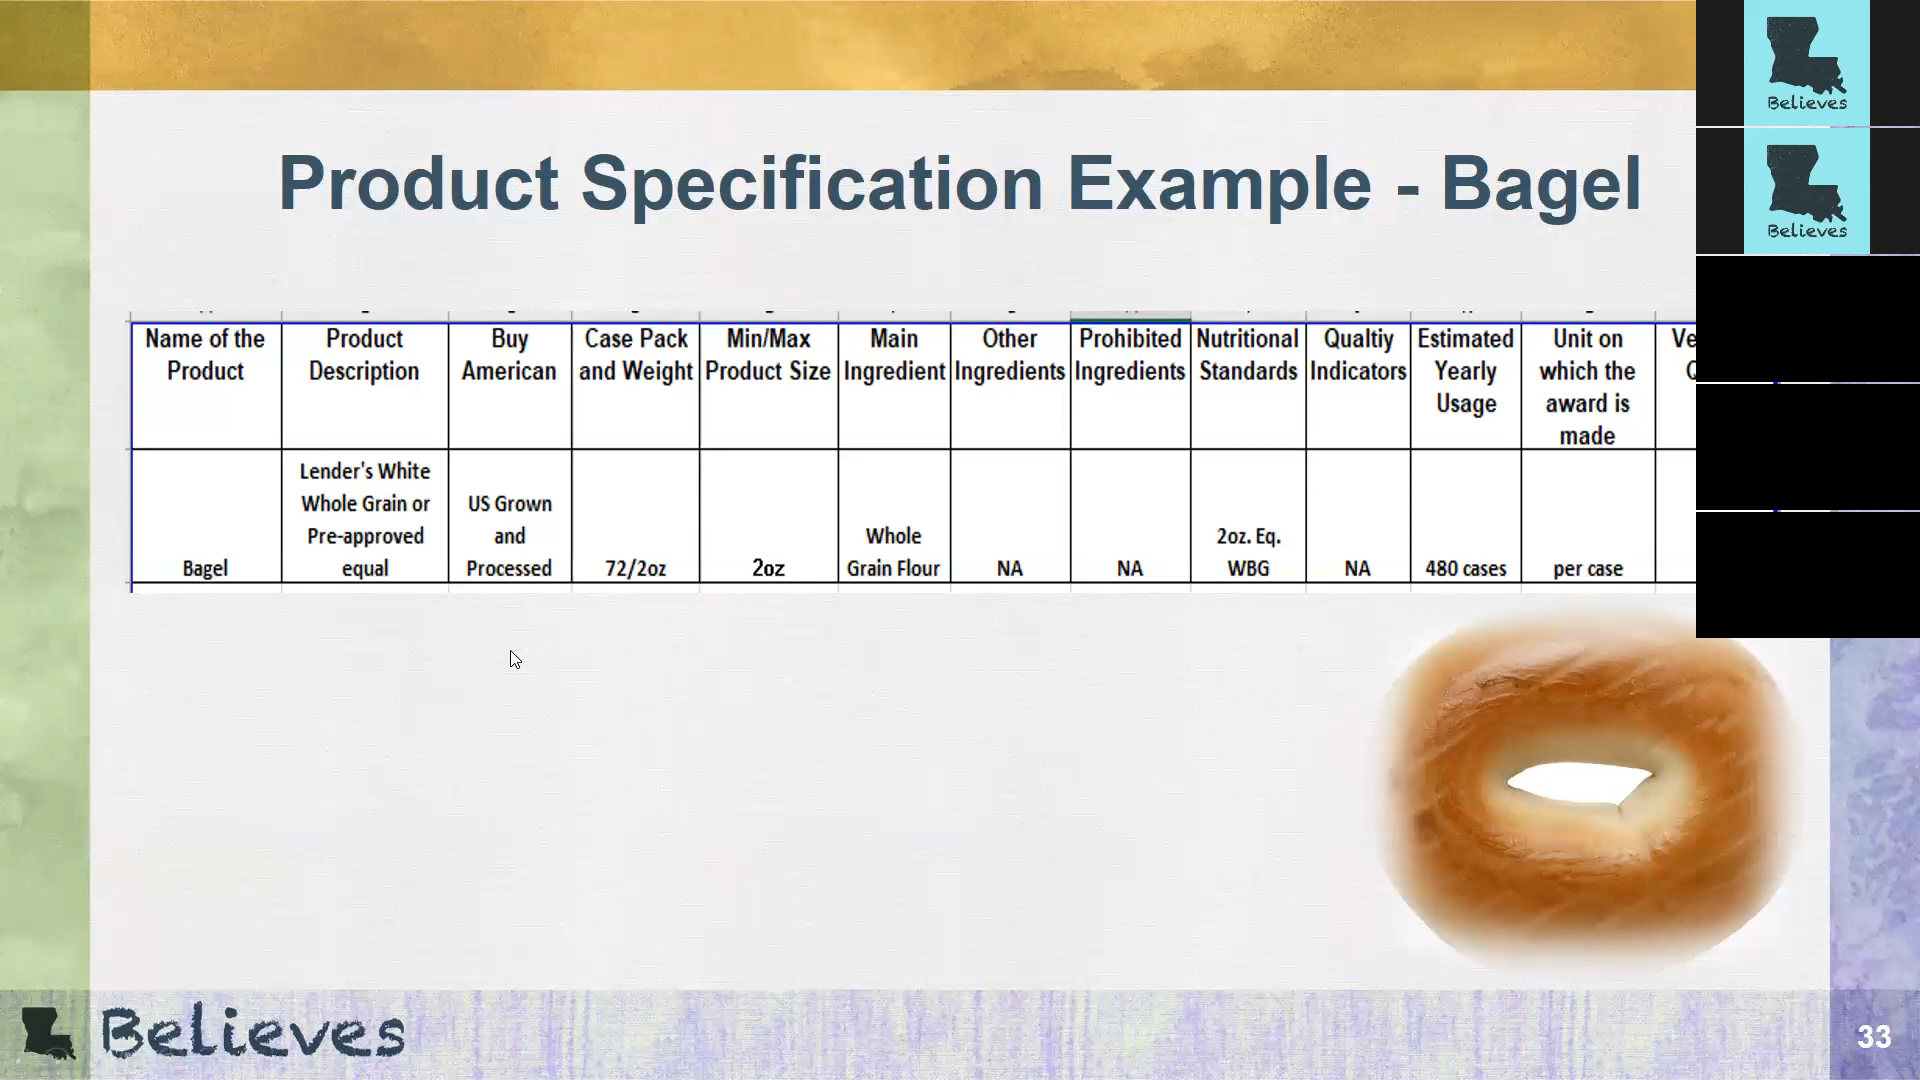 Product Specification Example - Bagel
Name of the Product
Product Description
Buy American
Case Pack and Weight
Min/Max Product Size
Main Ingredient
Other Ingredients
Prohibited Ingredients
Nutritional Standards
Qualtiy Indicators
Estimated Yearly Usage
Unit on which the award is made
Bagel
Lender's White Whole Grain or Pre-approved equal
US Grown and Processed
72/2oz
2oz
Whole Grain Flour
NA
NA
2oz. Eq. WBG
NA
480 cases
per case
Believes
Believes
Believes
33